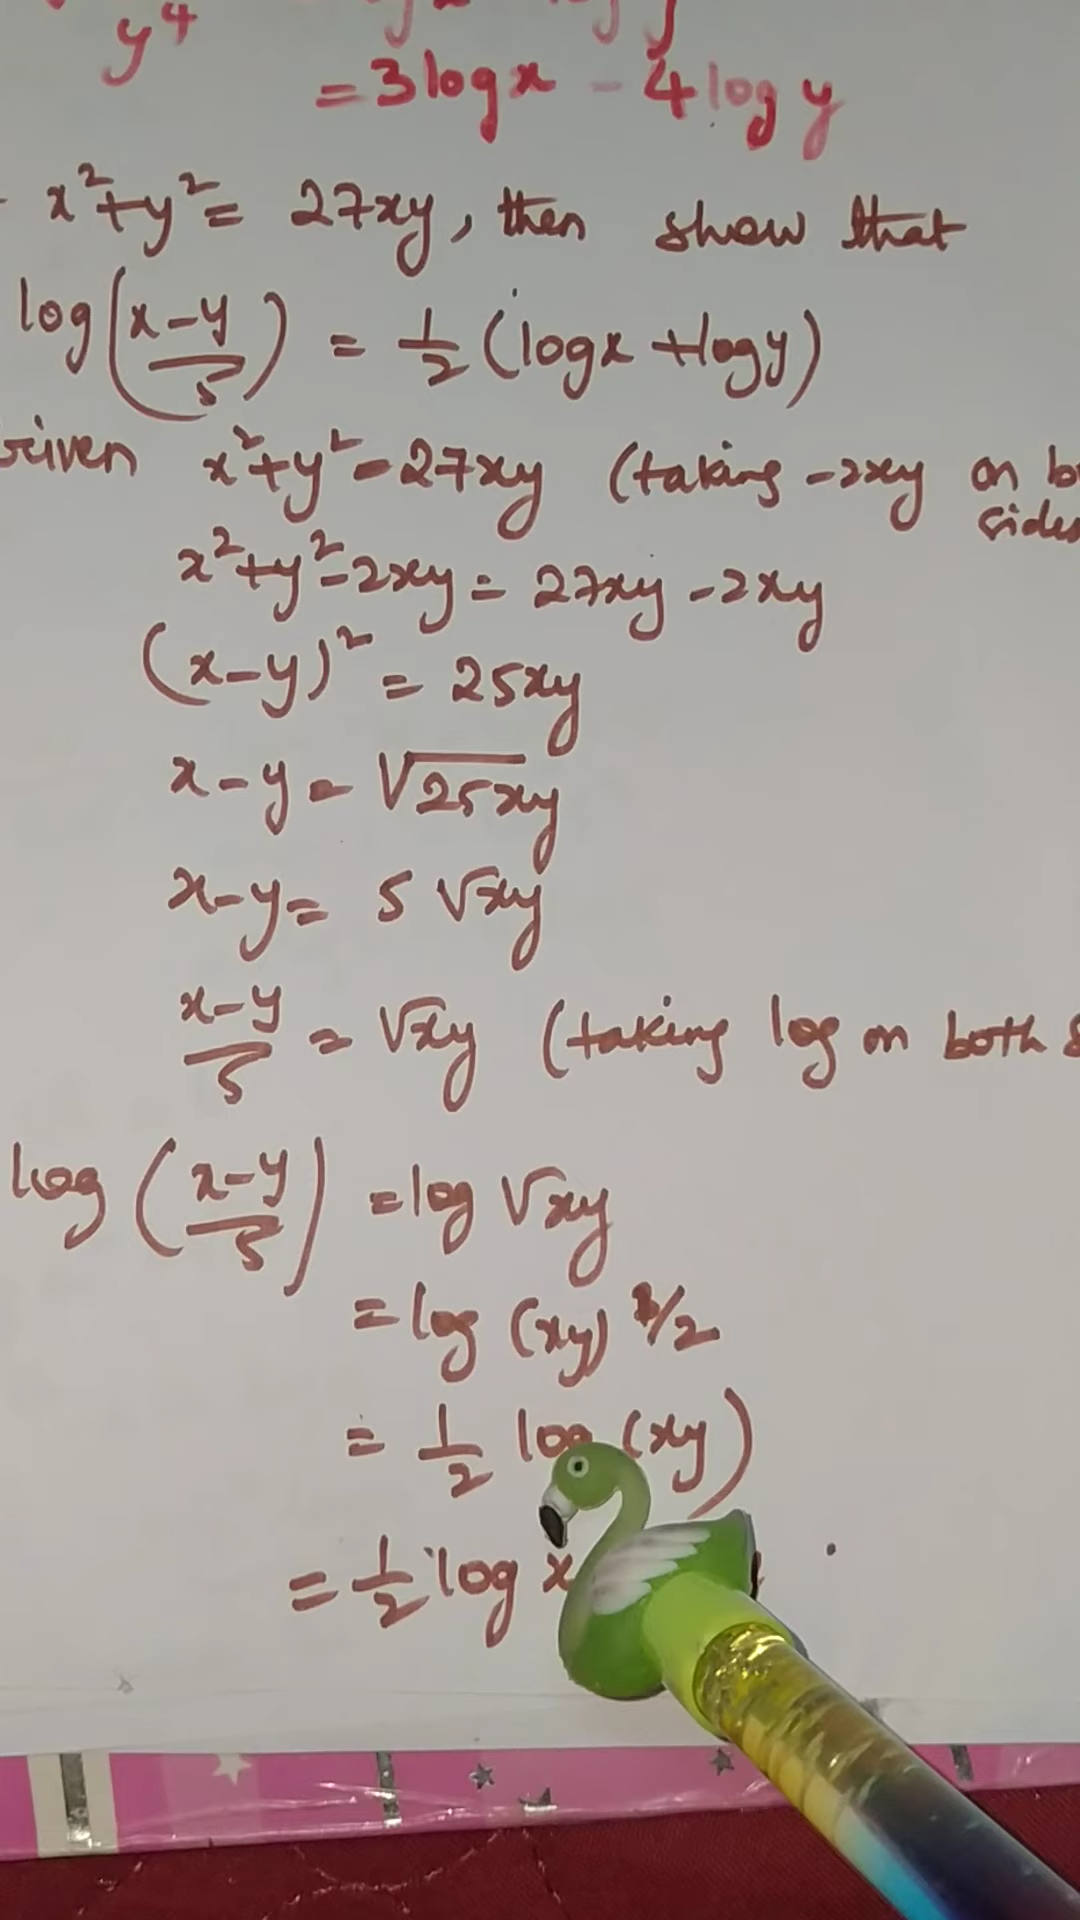 y⁴
= 3 log x - 4 log y
x² + y² = 27xy, then show that
log((x-y)/5) = 1/2 (log x + log y)
Given x² + y² = 27xy (taking -2xy on
x² + y² - 2xy = 27xy - 2xy
(x-y)² = 25xy
x-y = √25xy
x-y = 5 √xy
(x-y)/5 = √xy (taking log on both
log ((x-y)/5) = log √xy
= log (xy) 1/2
= 1/2 log (xy)
= 1/2 log x